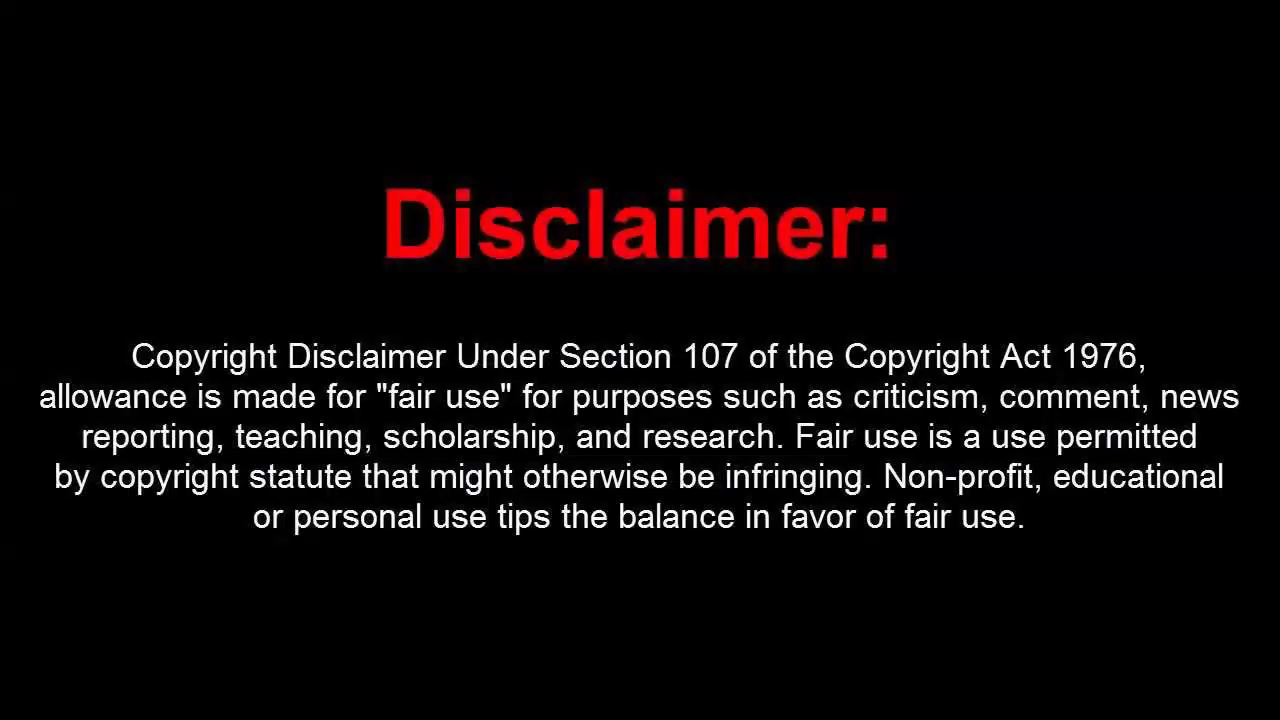 Disclaimer:
Copyright Disclaimer Under Section 107 of the Copyright Act 1976,
allowance is made for "fair use" for purposes such as criticism, comment, news
reporting, teaching, scholarship, and research. Fair use is a use permitted
by copyright statute that might otherwise be infringing. Non-profit, educational
or personal use tips the balance in favor of fair use.